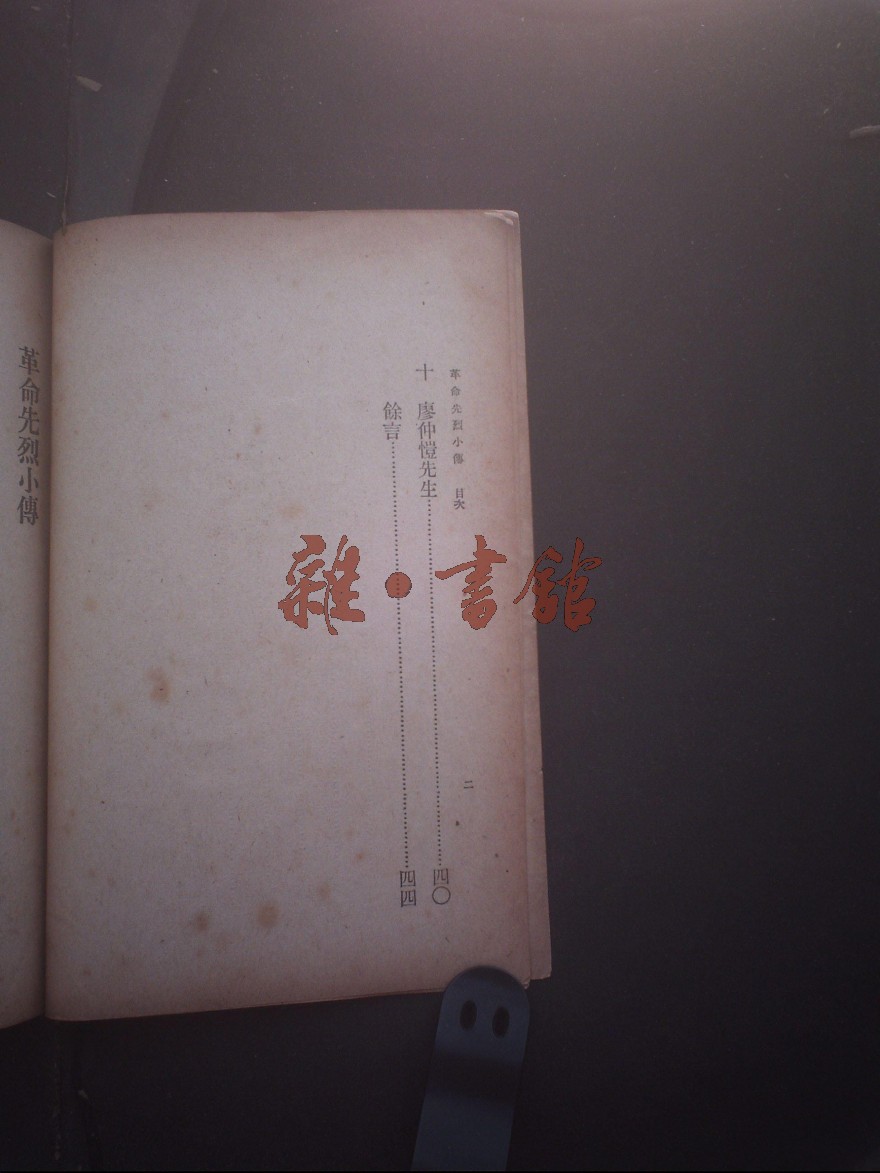 革命先烈小傳 目次
二
十 廖仲愷先生⋯⋯⋯⋯⋯⋯⋯⋯⋯⋯四〇
餘言⋯⋯⋯⋯⋯⋯⋯⋯⋯⋯四四
革命先烈小傳
雜·書館